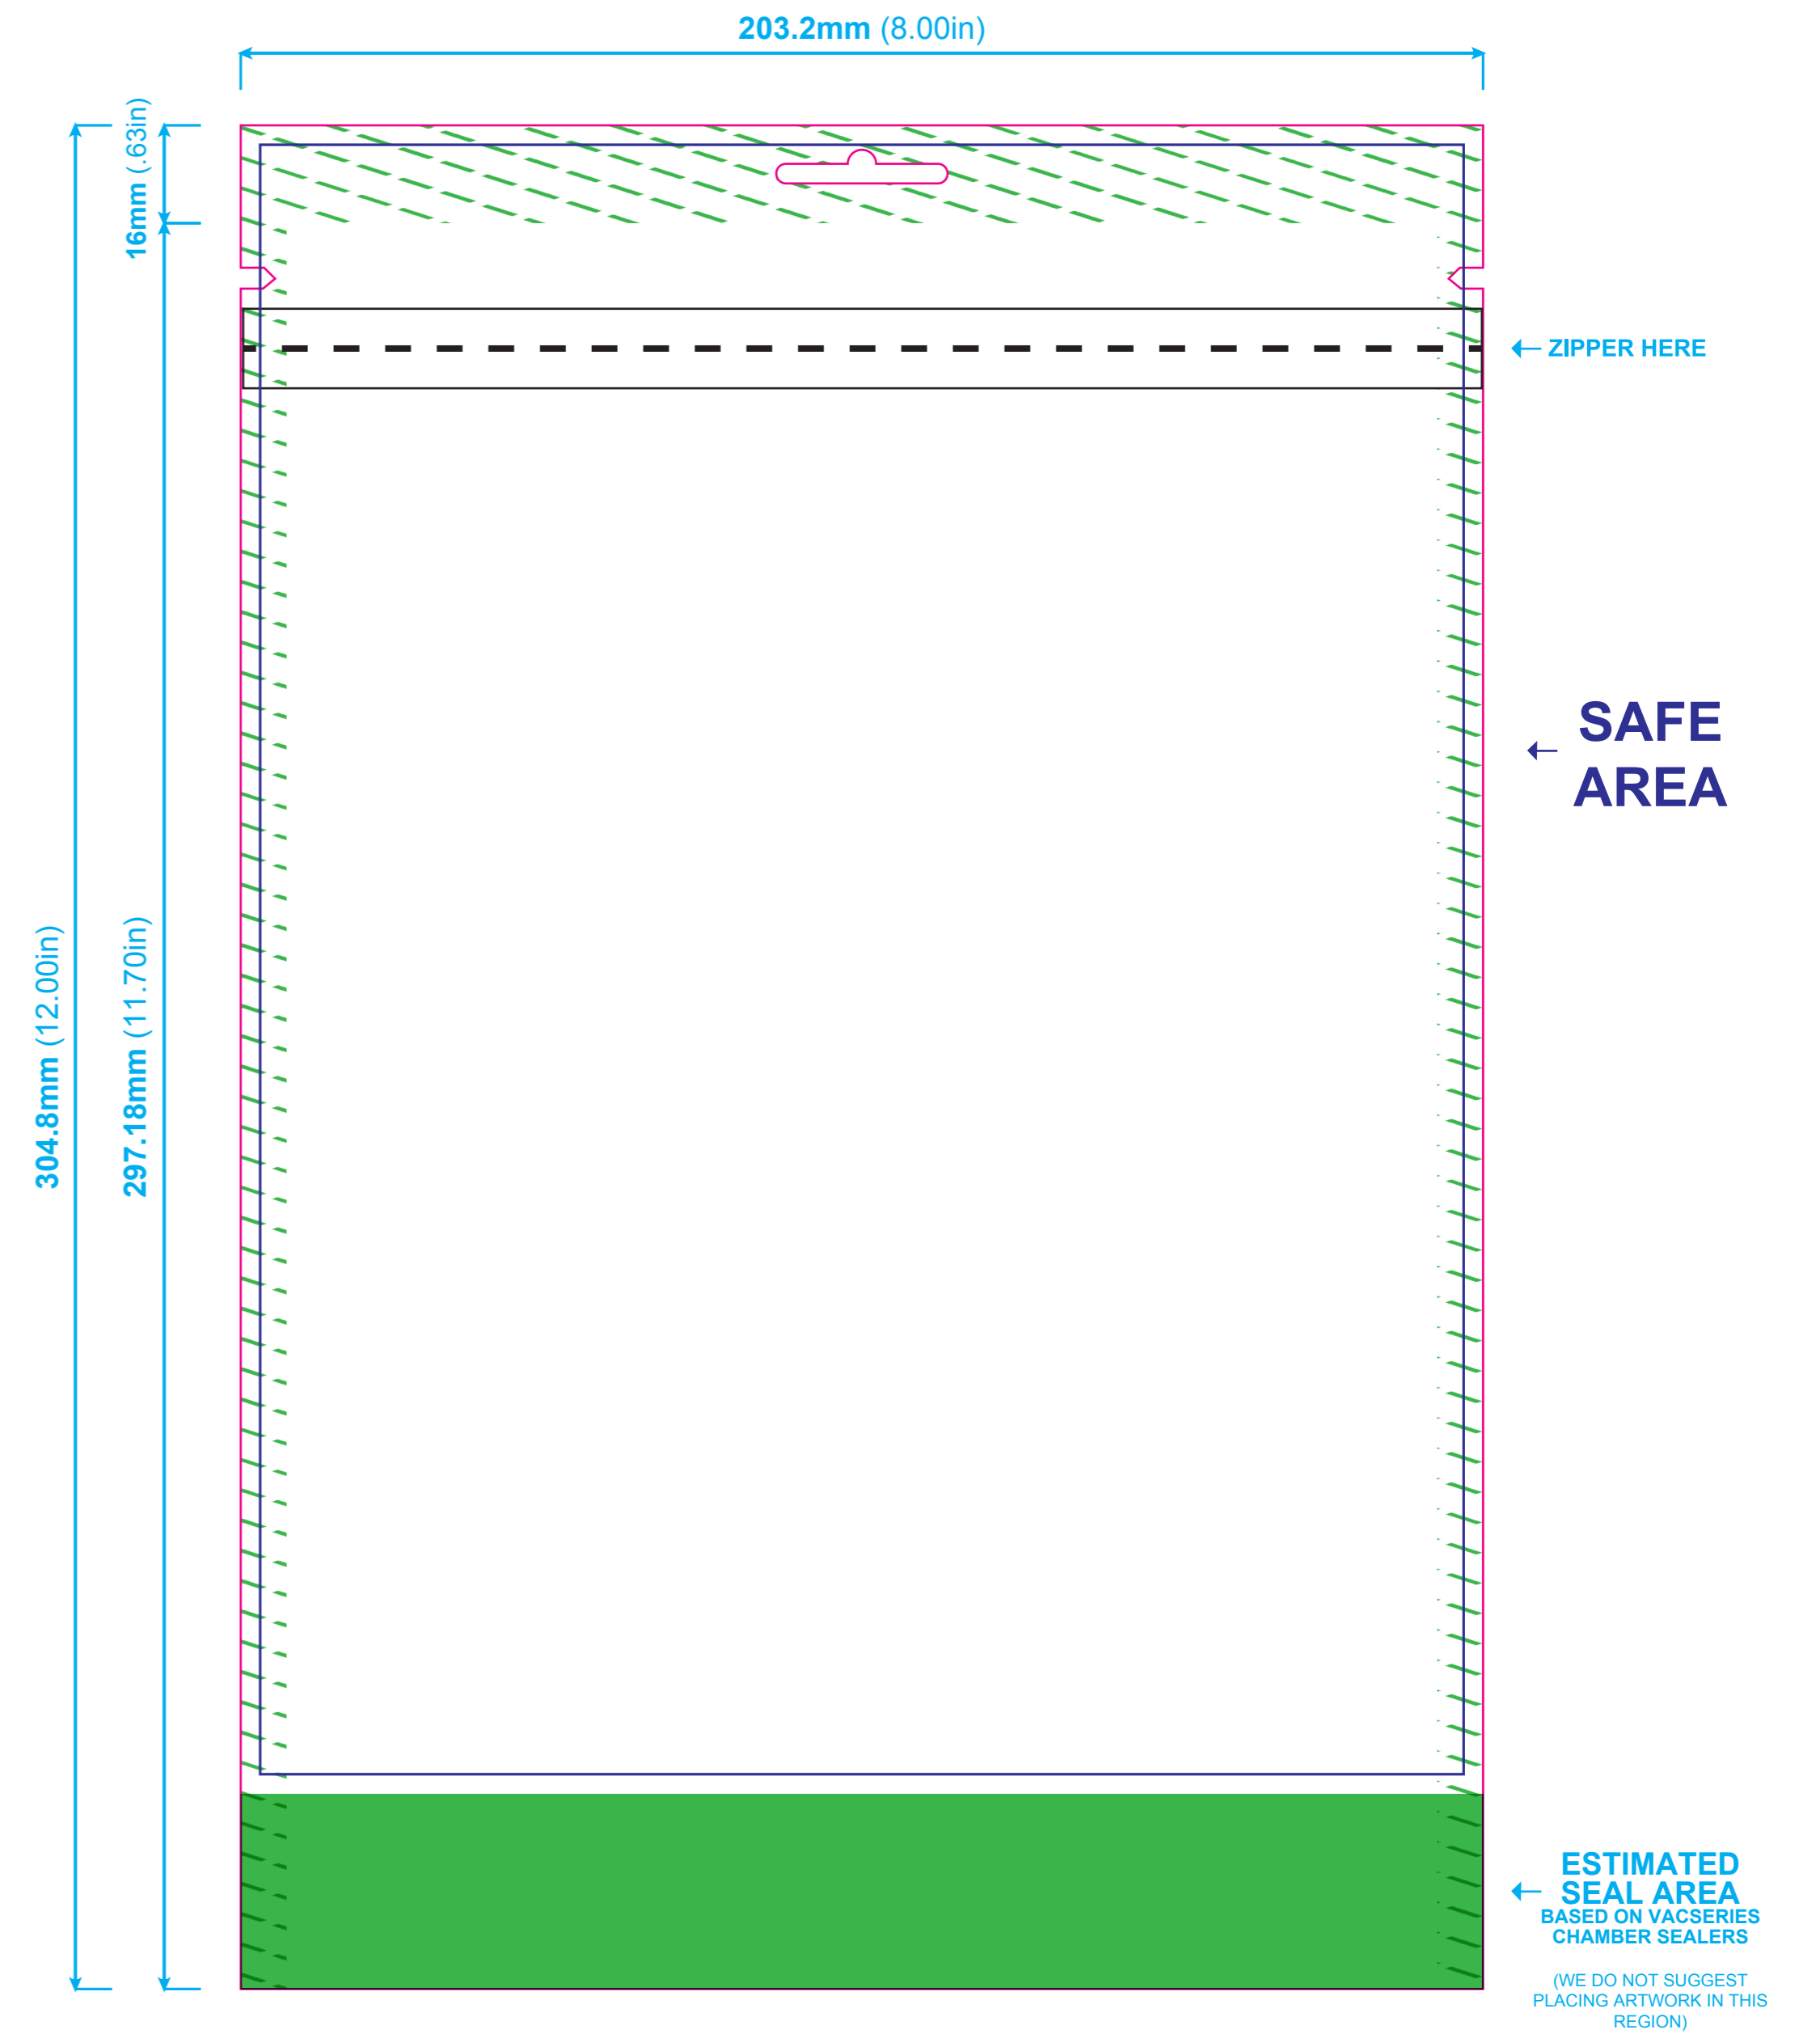 203.2mm (8.00in)
16mm (.63in)
304.8mm (12.00in)
297.18mm (11.70in)
ZIPPER HERE
SAFE
AREA
ESTIMATED
SEAL AREA
BASED ON VACSERIES
CHAMBER SEALERS
(WE DO NOT SUGGEST
PLACING ARTWORK IN THIS
REGION)